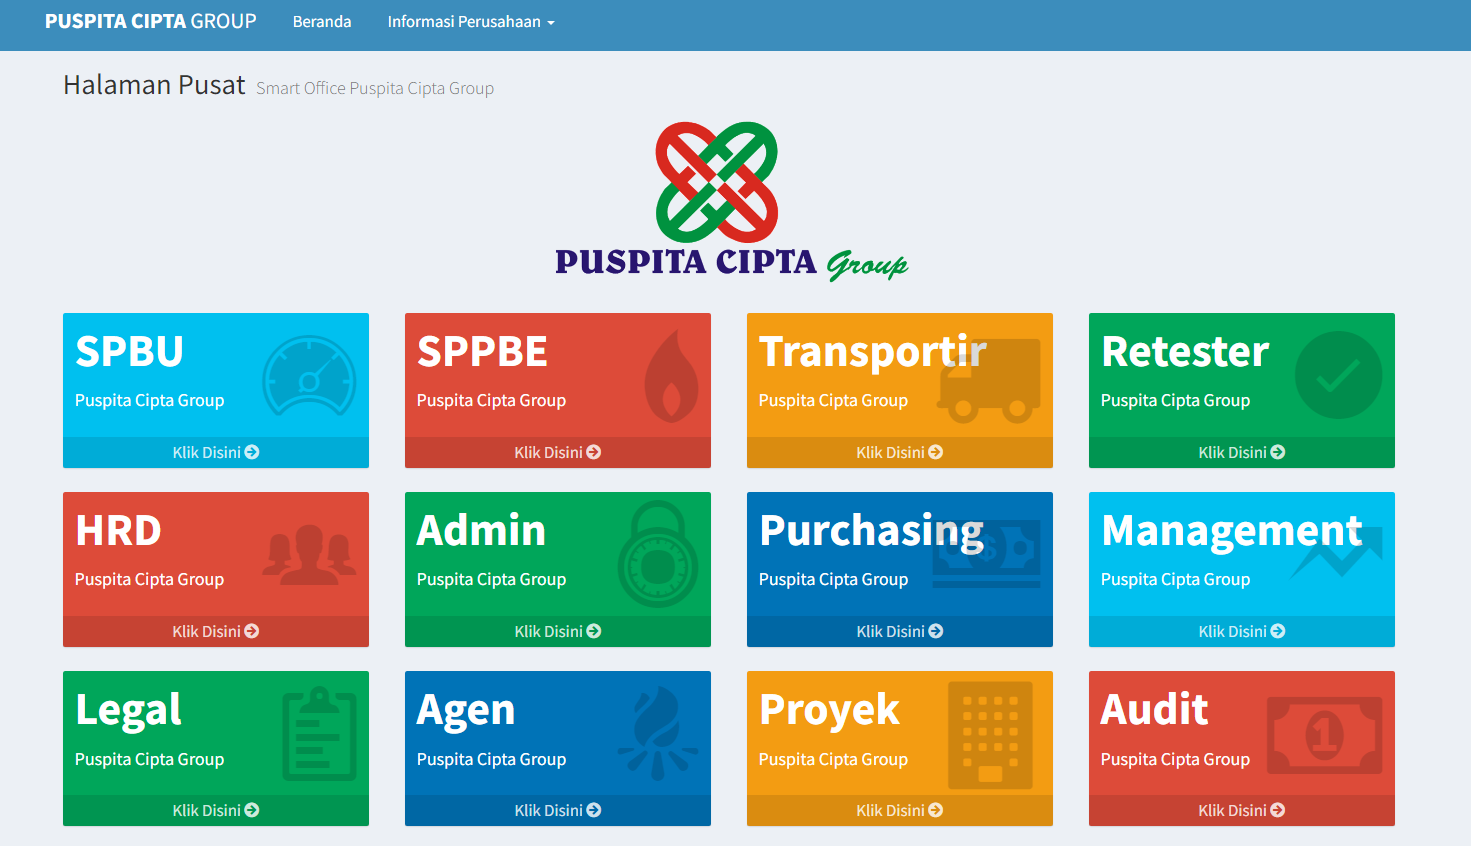 PUSPITA CIPTA GROUP Beranda Informasi Perusahaan
Halaman Pusat Smart Office Puspita Cipta Group
PUSPITA CIPTA Group
SPBU
Puspita Cipta Group
Klik Disini
SPPBE
Puspita Cipta Group
Klik Disini
Transportir
Puspita Cipta Group
Klik Disini
Retester
Puspita Cipta Group
Klik Disini
HRD
Puspita Cipta Group
Klik Disini
Admin
Puspita Cipta Group
Klik Disini
Purchasing
Puspita Cipta Group
Klik Disini
Management
Puspita Cipta Group
Klik Disini
Legal
Puspita Cipta Group
Klik Disini
Agen
Puspita Cipta Group
Klik Disini
Proyek
Puspita Cipta Group
Klik Disini
Audit
Puspita Cipta Group
1
Klik Disini